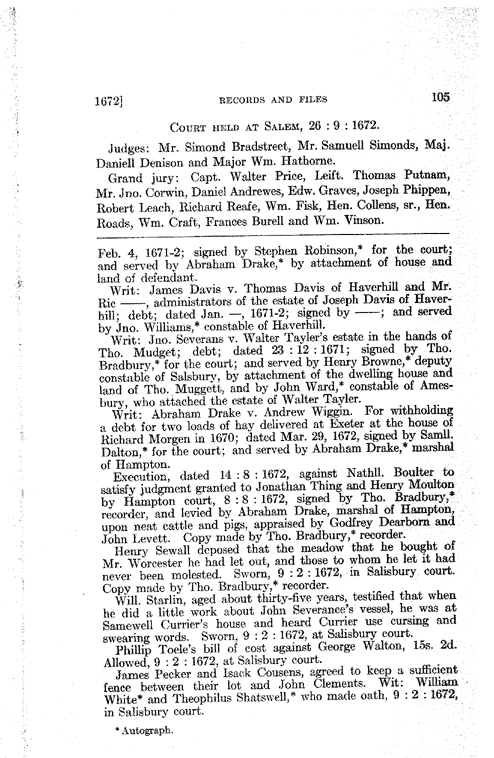 1672] RECORDS AND FILES 105
COURT HELD AT SALEM, 26 : 9 : 1672.
Judges: Mr. Simond Bradstreet, Mr. Samuell Simonds, Maj.
Daniell Denison and Major Wm. Hathorne.
Grand jury: Capt. Walter Price, Leift. Thomas Putnam,
Mr. Jno. Corwin, Daniel Andrewes, Edw. Graves, Joseph Phippen,
Robert Leach, Richard Reafe, Wm. Fisk, Hen. Collens, sr., Hen.
Roads, Wm. Craft, Frances Burell and Wm. Vinson.
Feb. 4, 1671-2; signed by Stephen Robinson,* for the court;
and served by Abraham Drake,* by attachment of house and
land of defendant.
Writ: James Davis v. Thomas Davis of Haverhill and Mr.
Ric ——, administrators of the estate of Joseph Davis of Haver-
hill; debt; dated Jan. —, 1671-2; signed by ——; and served
by Jno. Williams,* constable of Haverhill.
Writ: Jno. Severans v. Walter Tayler's estate in the hands of
Tho. Mudget; debt; dated 23 : 12 : 1671; signed by Tho.
Bradbury,* for the court; and served by Henry Browne,* deputy
constable of Salsbury, by attachment of the dwelling house and
land of Tho. Muggett, and by John Ward,* constable of Ames-
bury, who attached the estate of Walter Tayler.
Writ: Abraham Drake v. Andrew Wiggin. For withholding
a debt for two loads of hay delivered at Exeter at the house of
Richard Morgen in 1670; dated Mar. 29, 1672, signed by Samll.
Dalton,* for the court; and served by Abraham Drake,* marshal
of Hampton.
Execution, dated 14 : 8 : 1672, against Nathll. Boulter to
satisfy judgment granted to Jonathan Thing and Henry Moulton
by Hampton court, 8 : 8 : 1672, signed by Tho. Bradbury,*
recorder, and levied by Abraham Drake, marshal of Hampton,
upon neat cattle and pigs, appraised by Godfrey Dearborn and
John Levett. Copy made by Tho. Bradbury,* recorder.
Henry Sewall deposed that the meadow that he bought of
Mr. Worcester he had let out, and those to whom he let it had
never been molested. Sworn, 9 : 2 : 1672, in Salisbury court.
Copy made by Tho. Bradbury,* recorder.
Will. Starlin, aged about thirty-five years, testified that when
he did a little work about John Severance's vessel, he was at
Samewell Currier's house and heard Currier use cursing and
swearing words. Sworn, 9 : 2 : 1672, at Salisbury court.
Phillip Toele's bill of cost against George Walton, 15s. 2d.
Allowed, 9 : 2 : 1672, at Salisbury court.
James Pecker and Isack Cousens, agreed to keep a sufficient
fence between their lot and John Clements. Wit: William
White* and Theophilus Shatswell,* who made oath, 9 : 2 : 1672,
in Salisbury court.
* Autograph.